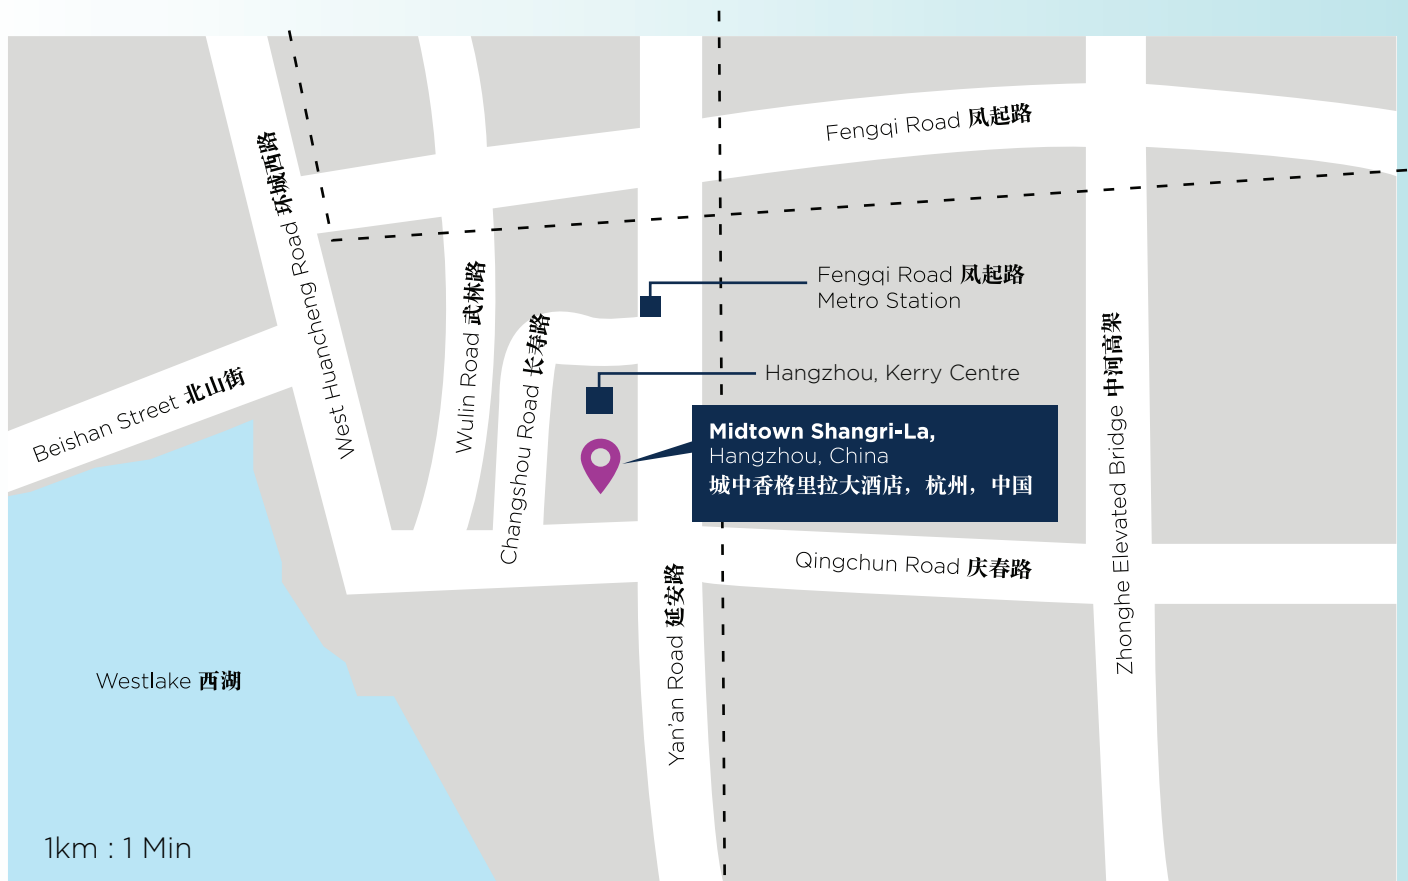 Fengqi Road 凤起路
West Huancheng Road 环城西路
Wulin Road 武林路
Fengqi Road 凤起路
Metro Station
Changshou Road 长寿路
Zhonghe Elevated Bridge 中河高架
Beishan Street 北山街
Hangzhou, Kerry Centre
Midtown Shangri-La,
Hangzhou, China
城中香格里拉大酒店，杭州，中国
Qingchun Road 庆春路
Yan'an Road 延安路
Westlake 西湖
1km : 1 Min